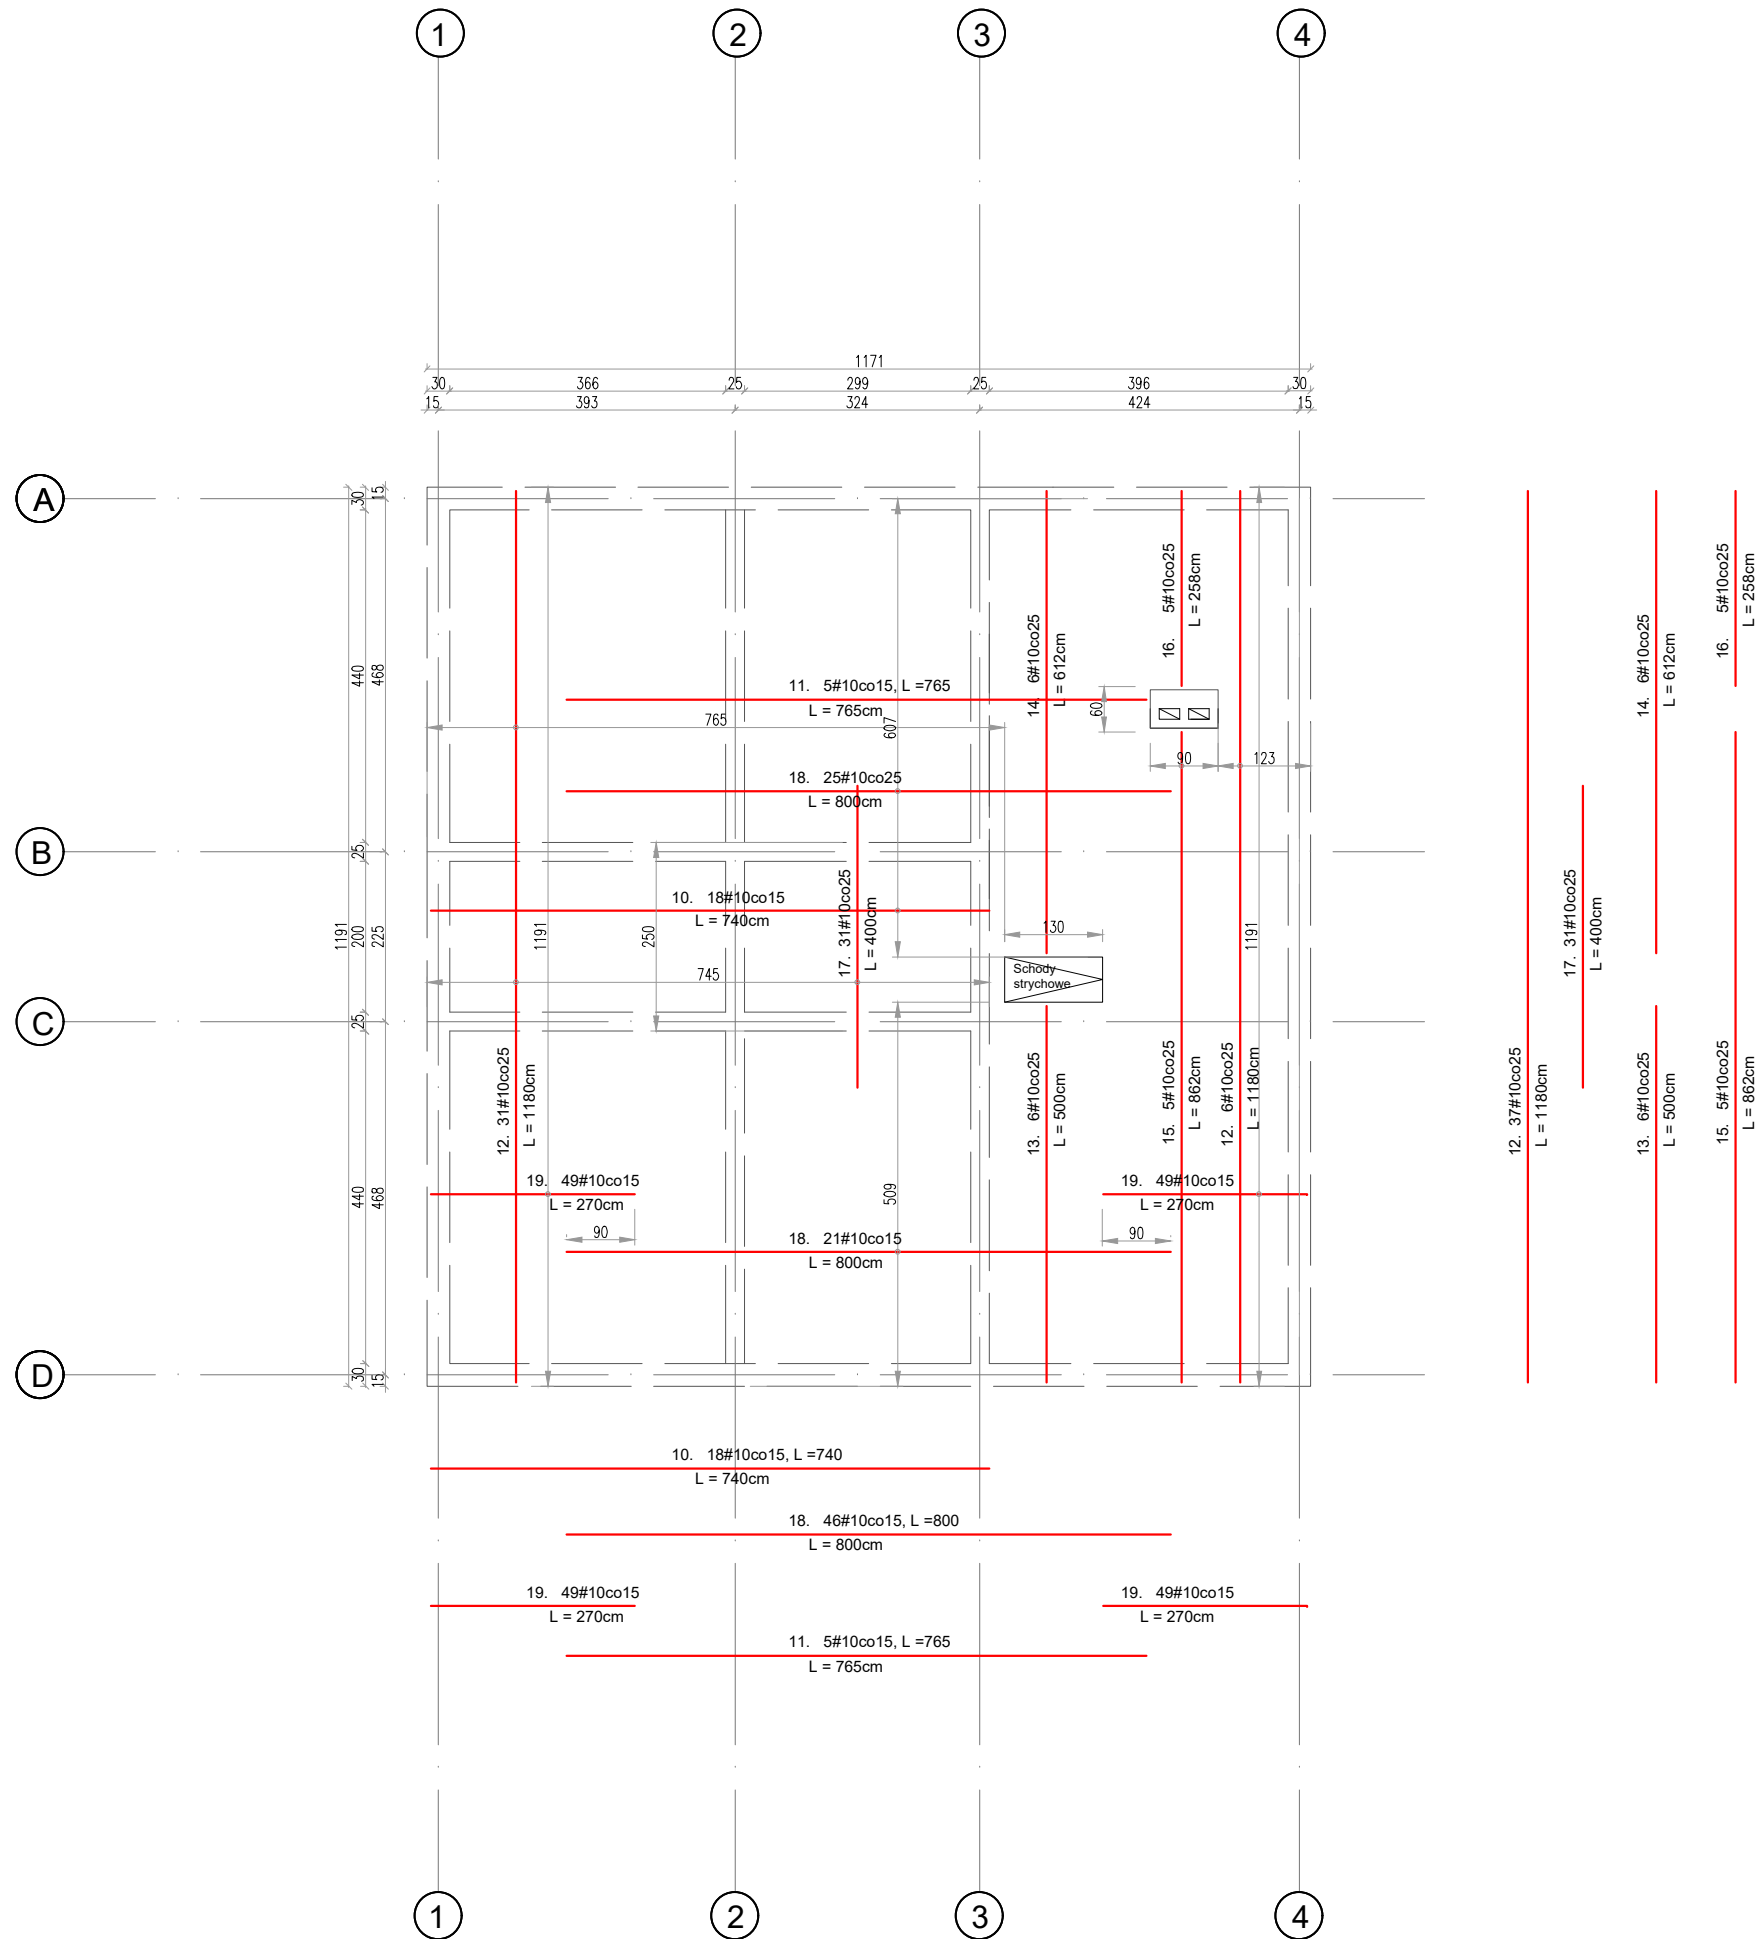 1 2 3 4
1171
30 366 25 299 25 396 30
15 393 324 424 15
A
B
C
D
30 15
440 468
25
1191 200 225
25
440 468
30 15
16. 5#10co25
L = 258cm
14. 6#10co25
L = 612cm
11. 5#10co15, L =765
L = 765cm
765
607
60
90 123
18. 25#10co25
L = 800cm
10. 18#10co15
L = 740cm
17. 31#10co25
L = 400cm
1191
250
745
130
1191
Schody
strychowe
12. 31#10co25
L = 1180cm
13. 6#10co25
L = 500cm
15. 5#10co25
L = 862cm
12. 6#10co25
L = 1180cm
19. 49#10co15
L = 270cm
90
509
18. 21#10co15
L = 800cm
19. 49#10co15
L = 270cm
90
12. 37#10co25
L = 1180cm
17. 31#10co25
L = 400cm
14. 6#10co25
L = 612cm
13. 6#10co25
L = 500cm
16. 5#10co25
L = 258cm
15. 5#10co25
L = 862cm
10. 18#10co15, L =740
L = 740cm
18. 46#10co15, L =800
L = 800cm
19. 49#10co15
L = 270cm
19. 49#10co15
L = 270cm
11. 5#10co15, L =765
L = 765cm
1 2 3 4